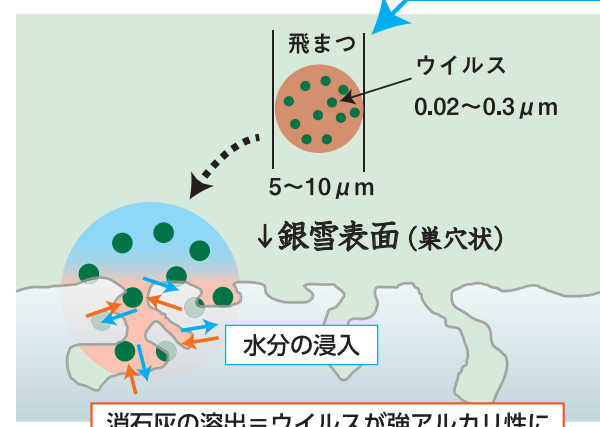 飛まつ
ウイルス
0.02〜0.3μm
5〜10μm
↓銀雪表面(巣穴状)
水分の浸入
消石灰の溶出=ウイルスが強アルカリ性に